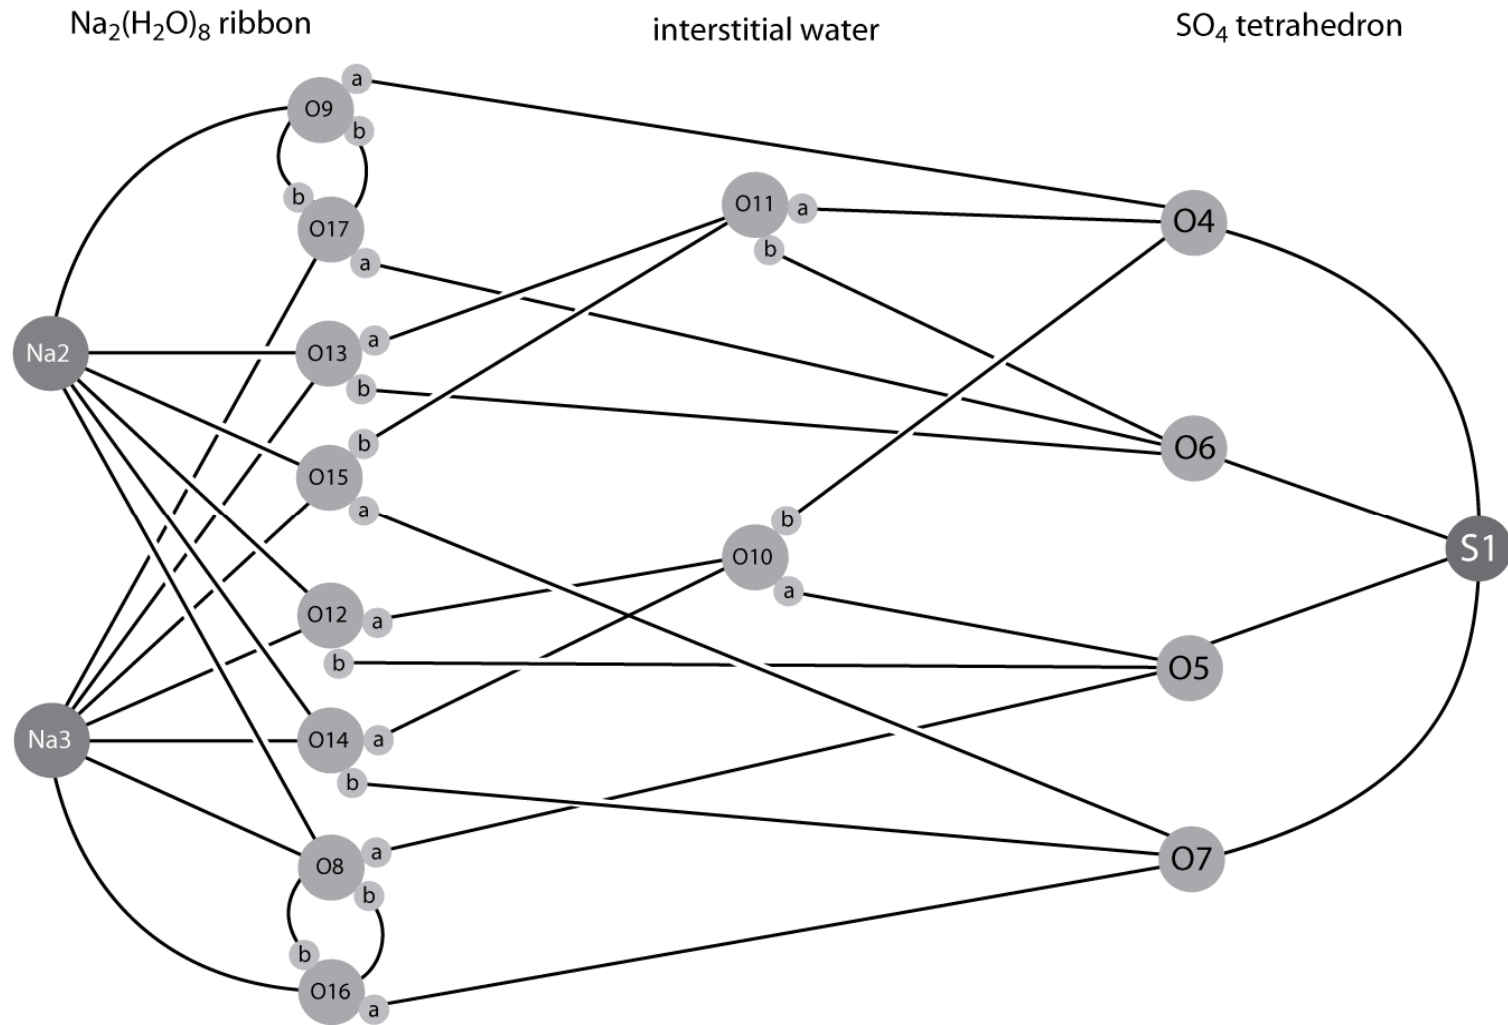 Na₂(H₂O)₈ ribbon
interstitial water
SO₄ tetrahedron
O9
a
b
b
O17
a
O11
a
b
O4
Na2
O13
a
b
O15
b
a
O6
O10
b
a
S1
O12
a
b
O5
Na3
O14
a
b
O8
a
b
O7
b
O16
a